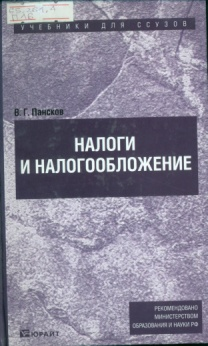 УЧЕБНИКИ ДЛЯ ССУЗОВ
В. Г. Пансков
НАЛОГИ
И НАЛОГООБЛОЖЕНИЕ
РЕКОМЕНДОВАНО
МИНИСТЕРСТВОМ
ОБРАЗОВАНИЯ И НАУКИ РФ
ЮРАЙТ